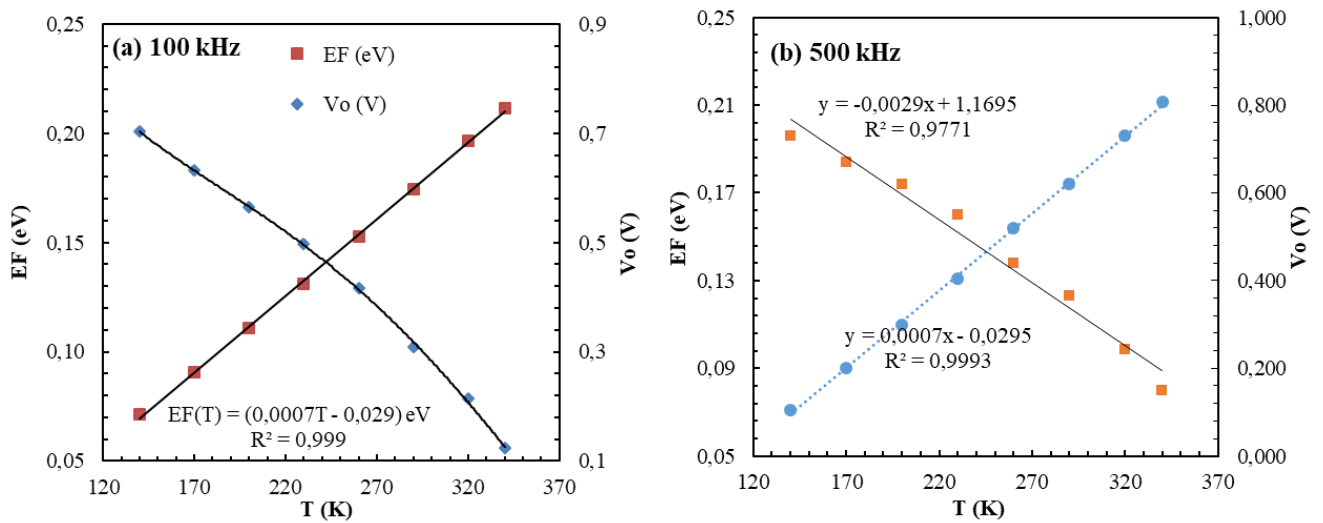 (a) 100 kHz
EF (eV)
Vo (V)
EF(T) = (0,0007T - 0,029) eV
R² = 0,999
0,25
0,20
0,15
0,10
0,05
EF (eV)
0,9
0,7
0,5
0,3
0,1
Vo (V)
120 170 220 270 320 370
T (K)
(b) 500 kHz
y = -0,0029x + 1,1695
R² = 0,9771
y = 0,0007x - 0,0295
R² = 0,9993
0,25
0,21
0,17
0,13
0,09
0,05
EF (eV)
1,000
0,800
0,600
0,400
0,200
0,000
Vo (V)
120 170 220 270 320 370
T (K)